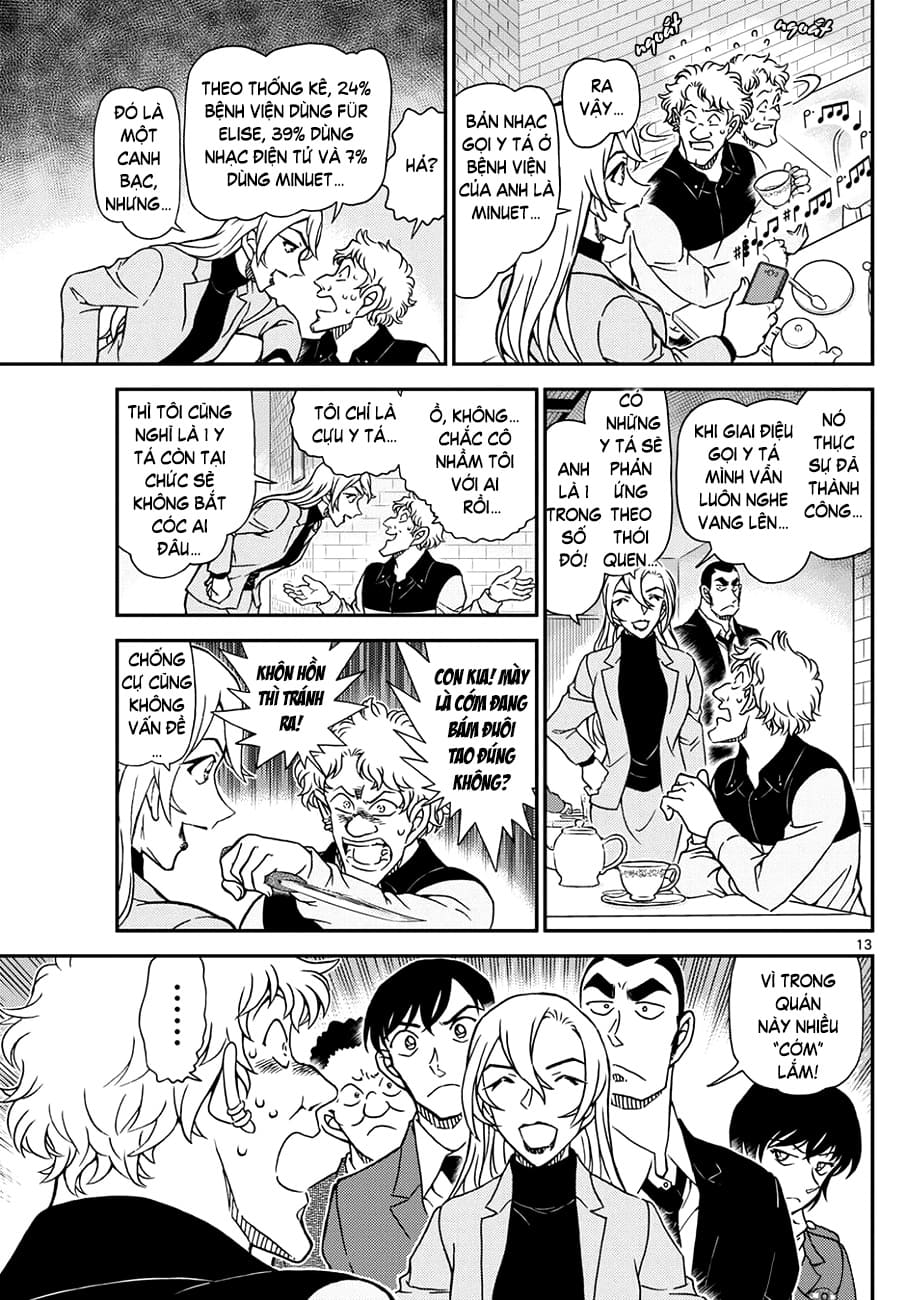 ngoắt
ngoắt
RA
VẬY...
BẢN NHẠC
GỌI Y TÁ Ở
BỆNH VIỆN
CỦA ANH LÀ
MINUET...
HẢ?
THEO THỐNG KÊ, 24%
BỆNH VIỆN DÙNG FÜR
ELISE, 39% DÙNG
NHẠC ĐIỆN TỬ VÀ 7%
DÙNG MINUET...
ĐÓ LÀ
MỘT
CANH
BẠC,
NHƯNG...
NÓ
THỰC
SỰ ĐÃ
THÀNH
CÔNG...
KHI GIAI ĐIỆU
GỌI Y TÁ
MÌNH VẪN
LUÔN NGHE
VANG LÊN...
CÓ
NHỮNG
Y TÁ SẼ
PHẢN
ỨNG
THEO
THÓI
QUEN...
ANH
LÀ 1
TRONG
SỐ
ĐÓ!
Ồ, KHÔNG...
CHẮC CÔ
NHẦM TÔI
VỚI AI
RỒI...
TÔI CHỈ LÀ
CỰU Y
TÁ...
THÌ TÔI CŨNG
NGHĨ LÀ 1 Y
TÁ CÒN TẠI
CHỨC SẼ
KHÔNG BẮT
CÓC AI
ĐÂU...
CON KIA! MÀY
LÀ CỚM ĐANG
BÁM ĐUÔI
TAO ĐÚNG
KHÔNG?
KHÔN HỒN
THÌ TRÁNH
RA!
CHỐNG
CỰ CŨNG
KHÔNG
VẤN ĐỀ
...
13
VÌ TRONG
QUÁN
NÀY NHIỀU
"CỚM"
LẮM!
......